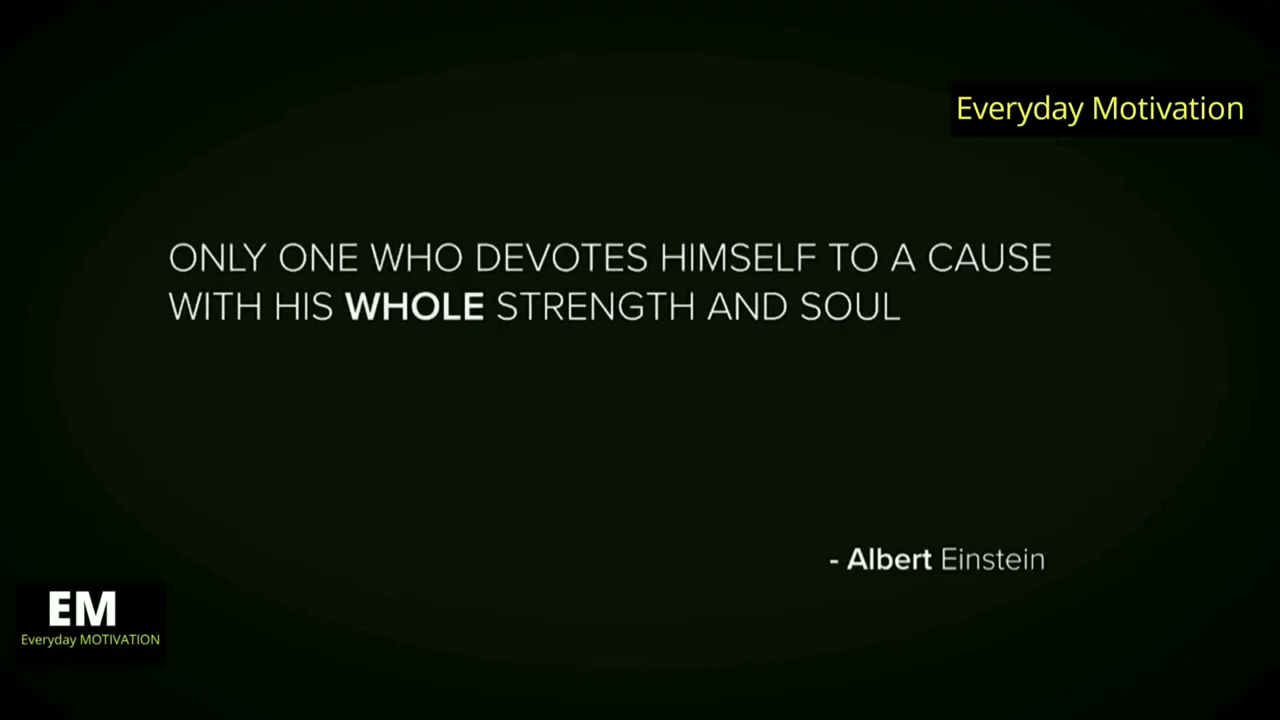 Everyday Motivation
ONLY ONE WHO DEVOTES HIMSELF TO A CAUSE
WITH HIS WHOLE STRENGTH AND SOUL
- Albert Einstein
EM
Everyday MOTIVATION